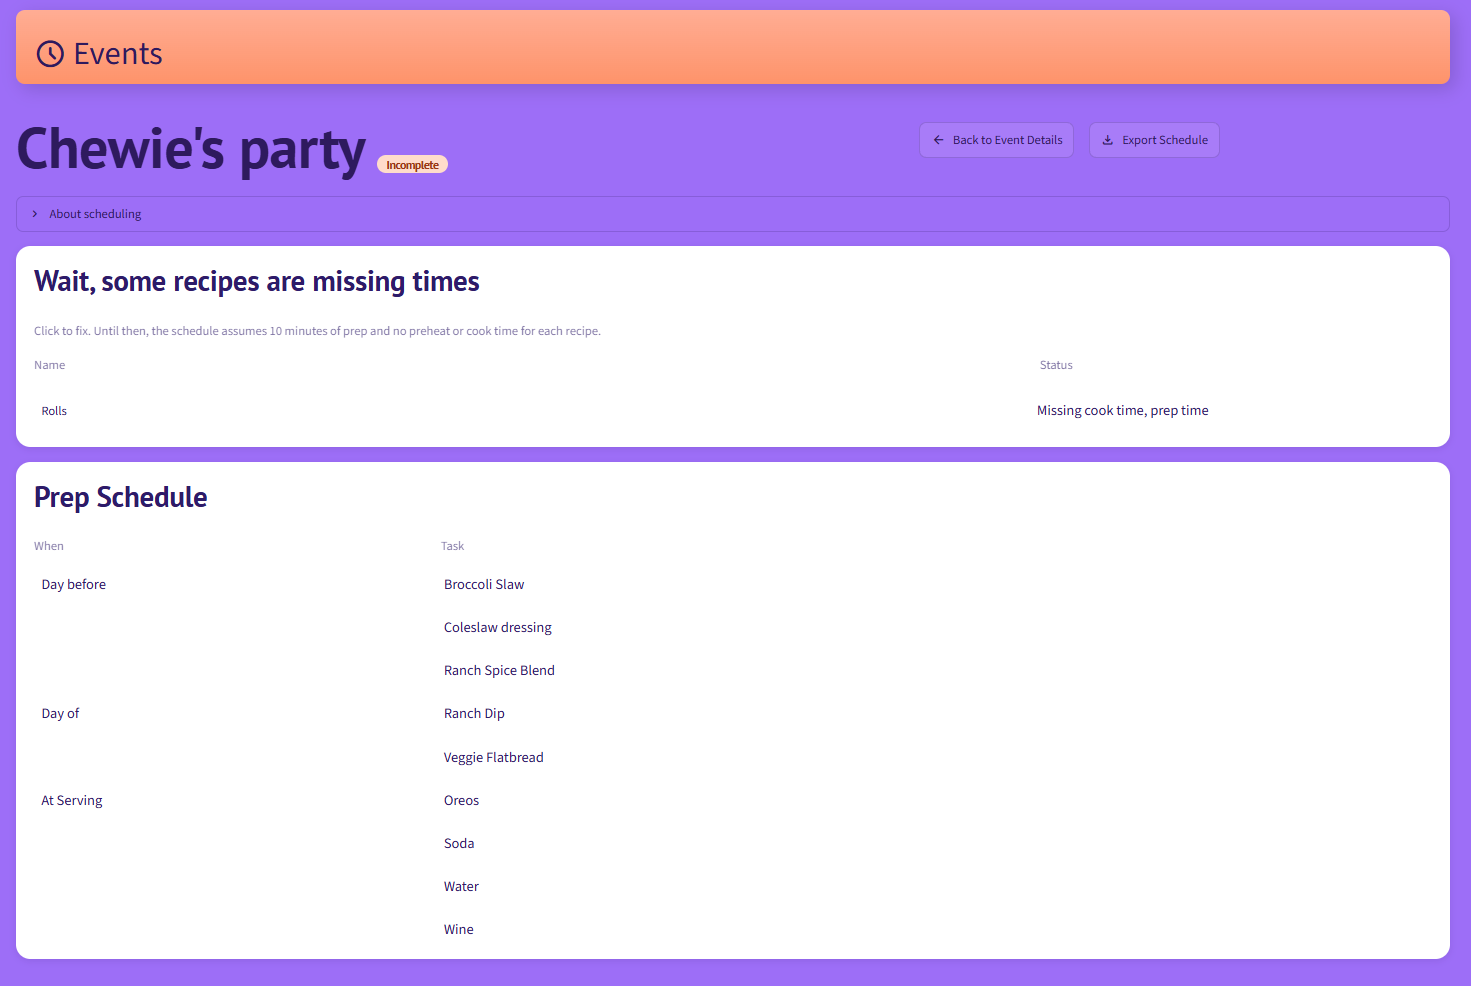 Events
Chewie's party Incomplete
Back to Event Details Export Schedule
About scheduling
Wait, some recipes are missing times
Click to fix. Until then, the schedule assumes 10 minutes of prep and no preheat or cook time for each recipe.
Name Status
Rolls Missing cook time, prep time
Prep Schedule
When Task
Day before Broccoli Slaw
Coleslaw dressing
Ranch Spice Blend
Day of Ranch Dip
Veggie Flatbread
At Serving Oreos
Soda
Water
Wine